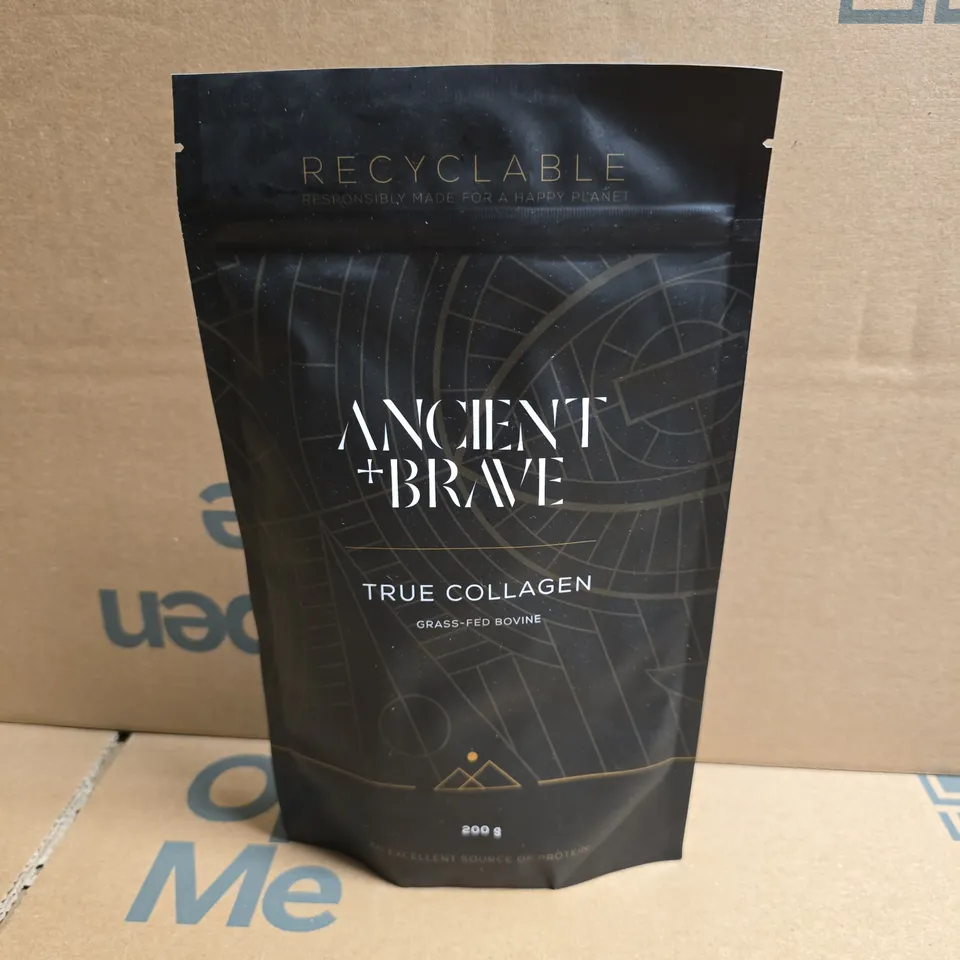 RECYCLABLE
RESPONSIBLY MADE FOR A HAPPY PLANET
ANCIENT
+BRAVE
TRUE COLLAGEN
GRASS-FED BOVINE
200 g
AN EXCELLENT SOURCE OF PROTEIN
Me